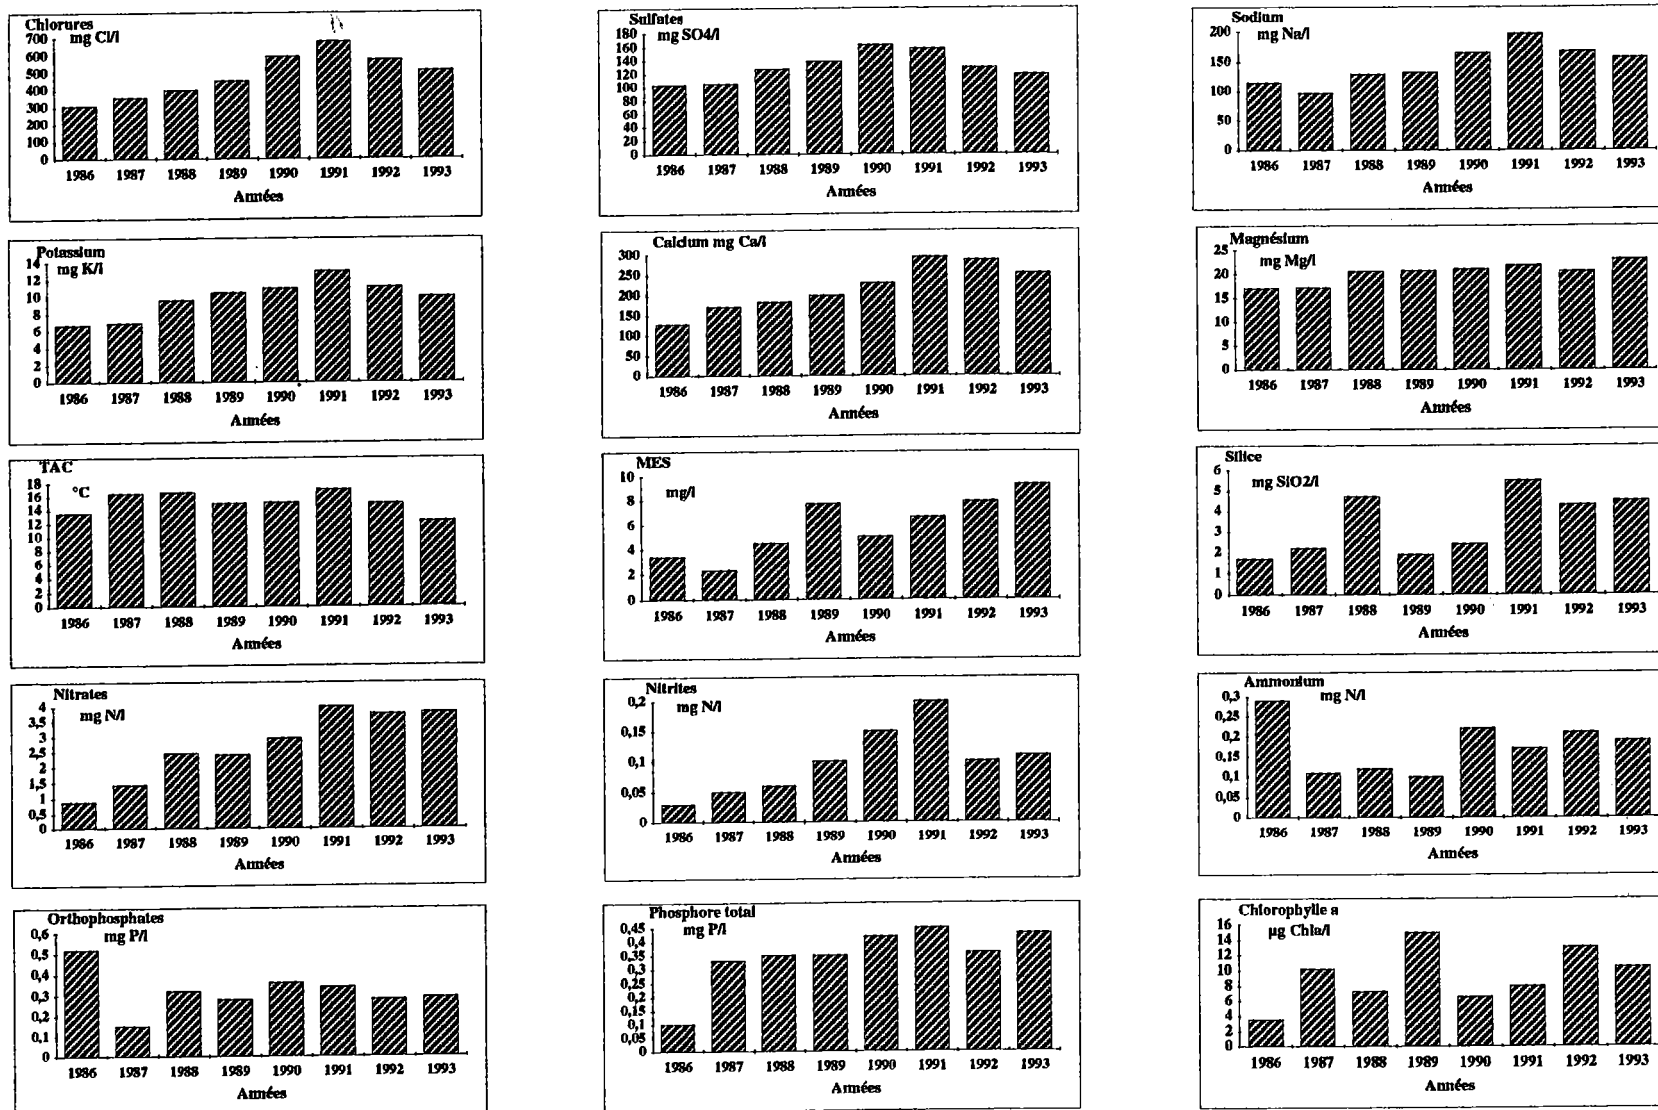 Chlorures
mg Cl/l
700
600
500
400
300
200
100
0
1986 1987 1988 1989 1990 1991 1992 1993
Années
Sulfates
mg SO4/l
180
160
140
120
100
80
60
40
20
0
1986 1987 1988 1989 1990 1991 1992 1993
Années
Sodium
mg Na/l
200
150
100
50
0
1986 1987 1988 1989 1990 1991 1992 1993
Années
Potassium
mg K/l
14
12
10
8
6
4
2
0
1986 1987 1988 1989 1990 1991 1992 1993
Années
Calcium mg Ca/l
300
250
200
150
100
50
0
1986 1987 1988 1989 1990 1991 1992 1993
Années
Magnésium
mg Mg/l
25
20
15
10
5
0
1986 1987 1988 1989 1990 1991 1992 1993
Années
TAC
°C
18
16
14
12
10
8
6
4
2
0
1986 1987 1988 1989 1990 1991 1992 1993
Années
MES
mg/l
10
8
6
4
2
0
1986 1987 1988 1989 1990 1991 1992 1993
Années
Silice
mg SiO2/l
6
5
4
3
2
1
0
1986 1987 1988 1989 1990 1991 1992 1993
Années
Nitrates
mg N/l
4
3,5
3
2,5
2
1,5
1
0,5
0
1986 1987 1988 1989 1990 1991 1992 1993
Années
Nitrites
mg N/l
0,2
0,15
0,1
0,05
0
1986 1987 1988 1989 1990 1991 1992 1993
Années
Ammonium
mg N/l
0,3
0,25
0,2
0,15
0,1
0,05
0
1986 1987 1988 1989 1990 1991 1992 1993
Années
Orthophosphates
mg P/l
0,6
0,5
0,4
0,3
0,2
0,1
0
1986 1987 1988 1989 1990 1991 1992 1993
Années
Phosphore total
mg P/l
0,45
0,4
0,35
0,3
0,25
0,2
0,15
0,1
0,05
0
1986 1987 1988 1989 1990 1991 1992 1993
Années
Chlorophylle a
µg Chla/l
16
14
12
10
8
6
4
2
0
1986 1987 1988 1989 1990 1991 1992 1993
Années